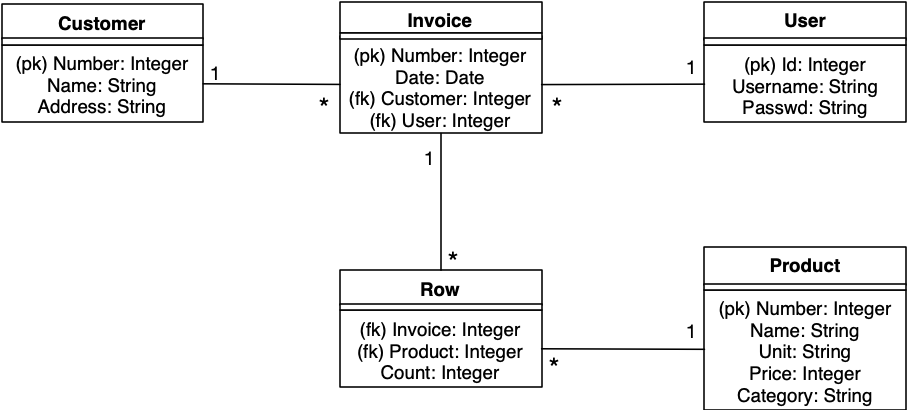 Customer
(pk) Number: Integer
Name: String
Address: String
1
*
Invoice
(pk) Number: Integer
Date: Date
(fk) Customer: Integer
(fk) User: Integer
*
1
User
(pk) Id: Integer
Username: String
Passwd: String
1
*
Row
(fk) Invoice: Integer
(fk) Product: Integer
Count: Integer
*
1
Product
(pk) Number: Integer
Name: String
Unit: String
Price: Integer
Category: String